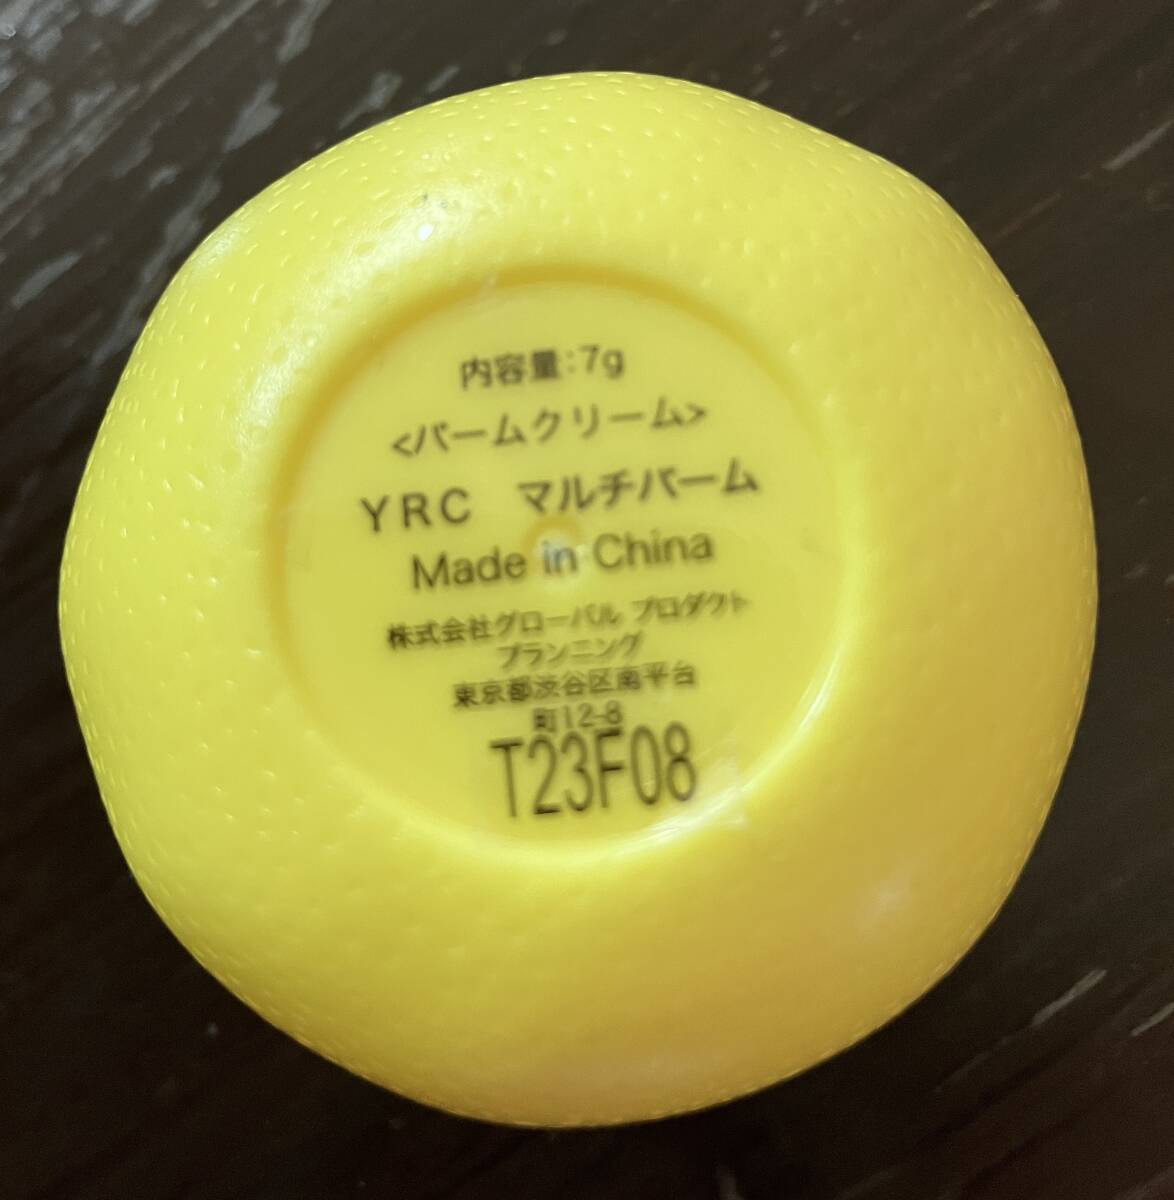 内容量:7g
<バームクリーム>
YRC マルチバーム
Made in China
株式会社グローバル プロダクト
プランニング
東京都渋谷区南平台
町12-8
T23F08